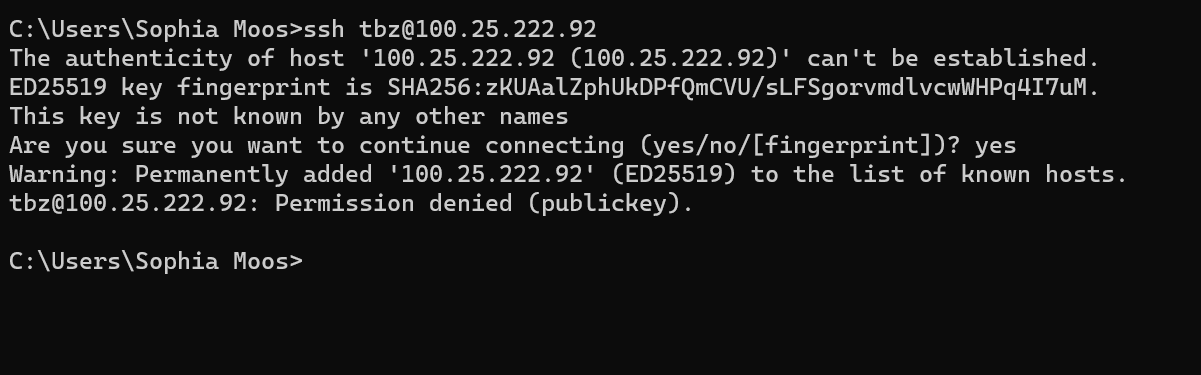 C:\Users\Sophia Moos>ssh tbz@100.25.222.92
The authenticity of host '100.25.222.92 (100.25.222.92)' can't be established.
ED25519 key fingerprint is SHA256:zKUAalZphUkDPfQmCVU/sLFSgorvmdlvcwWHPq4I7uM.
This key is not known by any other names
Are you sure you want to continue connecting (yes/no/[fingerprint])? yes
Warning: Permanently added '100.25.222.92' (ED25519) to the list of known hosts.
tbz@100.25.222.92: Permission denied (publickey).
C:\Users\Sophia Moos>